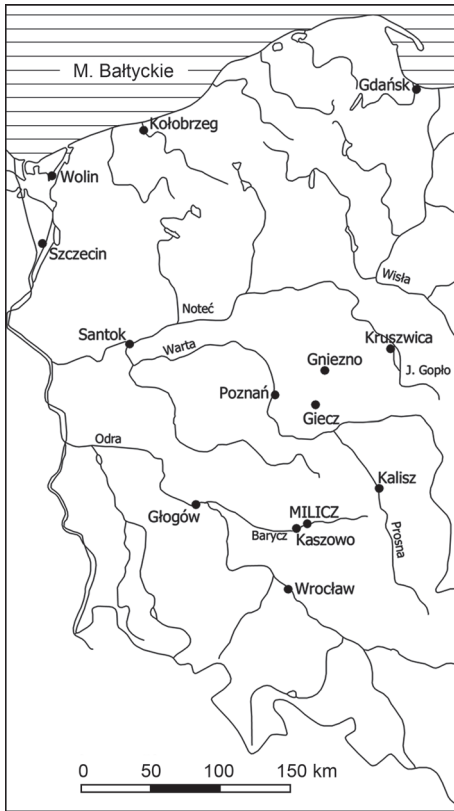 M. Bałtyckie
Gdańsk
Kołobrzeg
Wolin
Szczecin
Wisła
Noteć
Santok
Warta
Kruszwica
Gniezno
J. Gopło
Poznań
Giecz
Odra
Kalisz
Głogów
MILICZ
Barycz
Kaszowo
Prosna
Wrocław
0 50 100 150 km